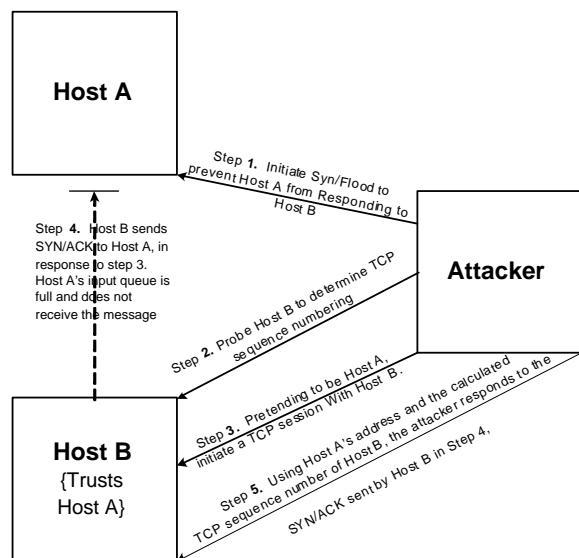 Host A
Step 1. Initiate Syn/Flood to
prevent Host A from Responding to
Host B
Step 4. Host B sends
SYN/ACK to Host A, in
response to step 3.
Host A's input queue is
full and does not
receive the message
Attacker
Step 2. Probe Host B to determine TCP
sequence numbering
Step 3. Pretending to be Host A,
initiate a TCP session With Host B.
Host B
{Trusts
Host A}
Step 5. Using Host A's address and the calculated
TCP sequence number of Host B, the attacker responds to the
SYN/ACK sent by Host B in Step 4,